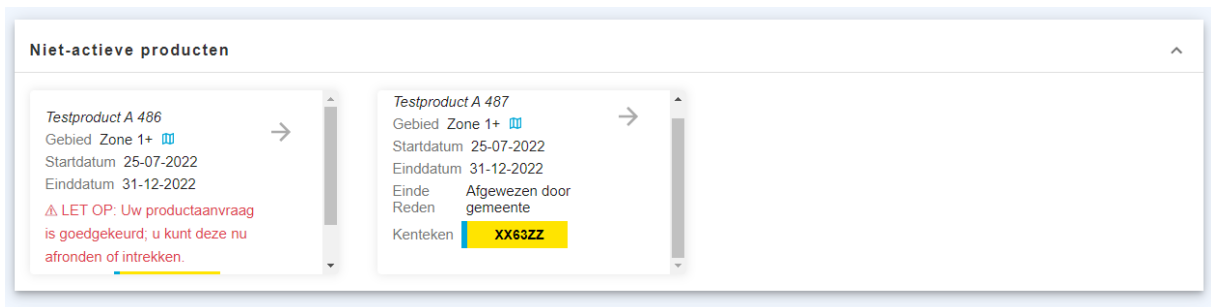 Niet-actieve producten
Testproduct A 486
Gebied Zone 1+
Startdatum 25-07-2022
Einddatum 31-12-2022
⚠ LET OP: Uw productaanvraag
is goedgekeurd; u kunt deze nu
afronden of intrekken.
Testproduct A 487
Gebied Zone 1+
Startdatum 25-07-2022
Einddatum 31-12-2022
Einde Afgewezen door
Reden gemeente
Kenteken XX63ZZ